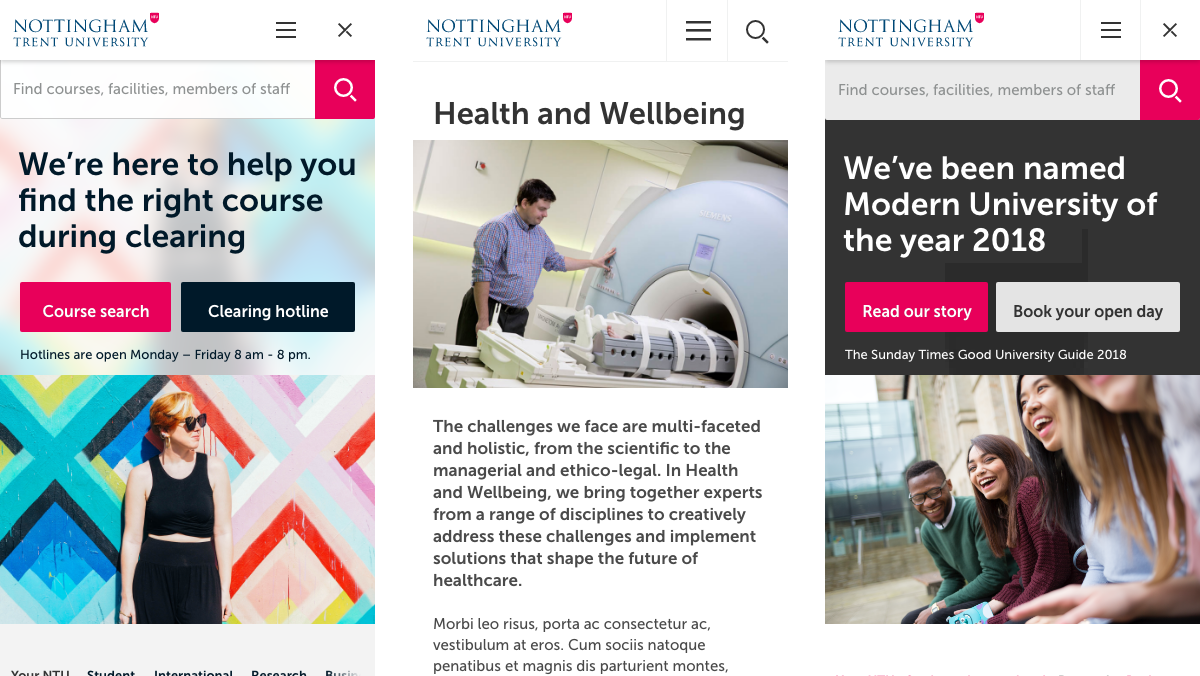 NOTTINGHAM
TRENT UNIVERSITY
NTU
Find courses, facilities, members of staff
We’re here to help you
find the right course
during clearing
Course search
Clearing hotline
Hotlines are open Monday – Friday 8 am - 8 pm.
Your NTU Student International Research
NOTTINGHAM
TRENT UNIVERSITY
NTU
Health and Wellbeing
SIEMENS
The challenges we face are multi-faceted
and holistic, from the scientific to the
managerial and ethico-legal. In Health
and Wellbeing, we bring together experts
from a range of disciplines to creatively
address these challenges and implement
solutions that shape the future of
healthcare.
Morbi leo risus, porta ac consectetur ac,
vestibulum at eros. Cum sociis natoque
penatibus et magnis dis parturient montes,
NOTTINGHAM
TRENT UNIVERSITY
NTU
Find courses, facilities, members of staff
We’ve been named
Modern University of
the year 2018
Read our story
Book your open day
The Sunday Times Good University Guide 2018